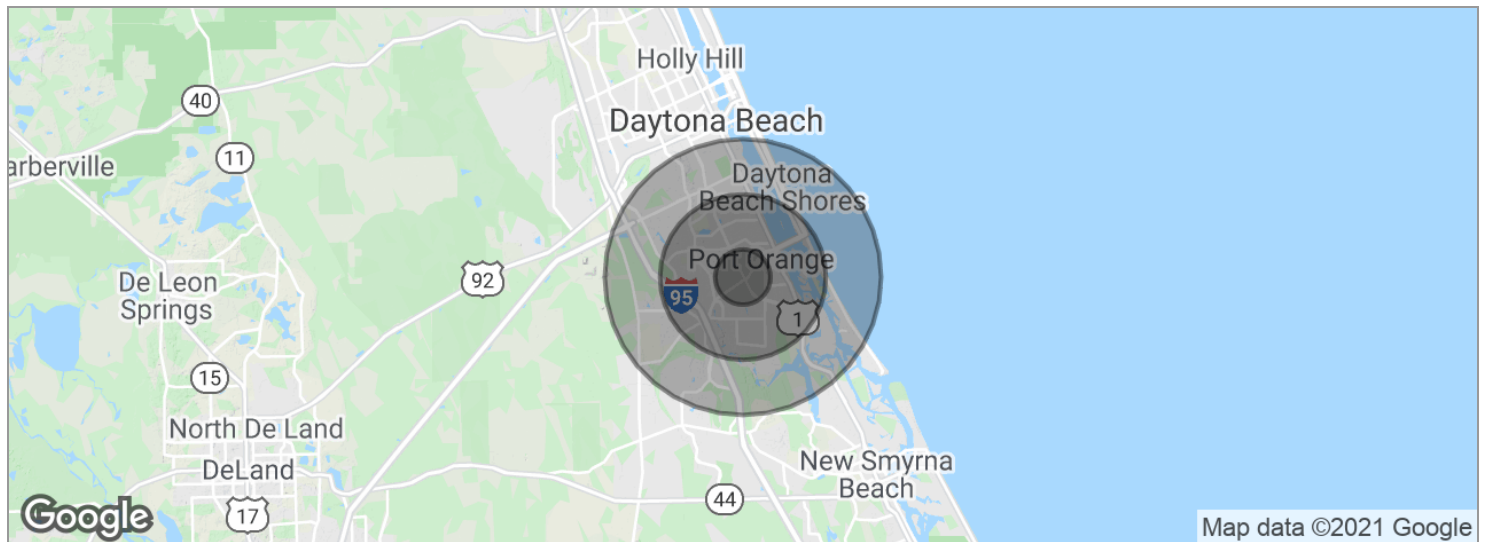 Holly Hill
40
Daytona Beach
11
arberville
Daytona
Beach Shores
Port Orange
De Leon
Springs
92
95
1
15
North De Land
DeLand
New Smyrna
Beach
44
17
Google
Map data ©2021 Google